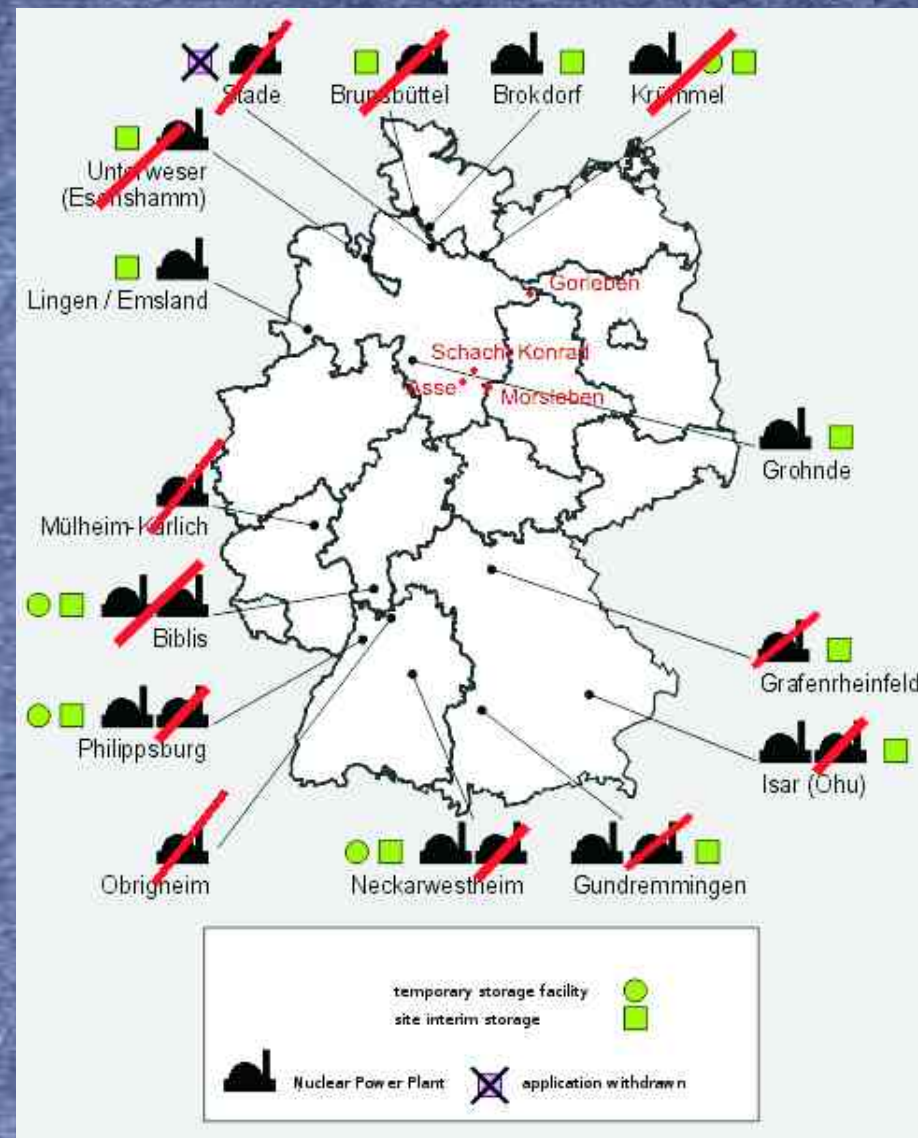 Stade
Brunsbüttel
Brokdorf
Krümmel
Unterweser
(Esenshamm)
Lingen / Emsland
Gorleben
Schacht Konrad
Asse
Morsleben
Grohnde
Mülheim-Kärlich
Biblis
Grafenrheinfeld
Philippsburg
Isar (Ohu)
Obrigheim
Neckarwestheim
Gundremmingen
temporary storage facility
site interim storage
Nuclear Power Plant
application withdrawn